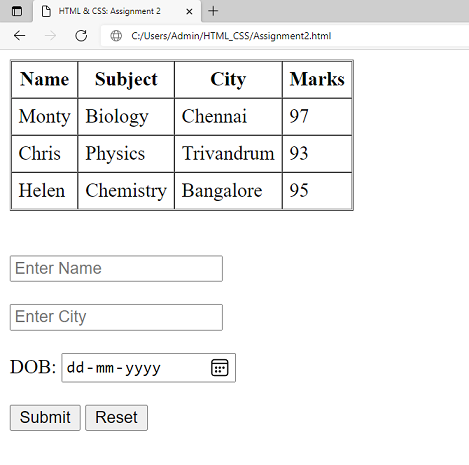 HTML & CSS: Assignment 2
C:/Users/Admin/HTML_CSS/Assignment2.html
Name Subject City Marks
Monty Biology Chennai 97
Chris Physics Trivandrum 93
Helen Chemistry Bangalore 95
Enter Name
Enter City
DOB: dd-mm-yyyy
Submit Reset